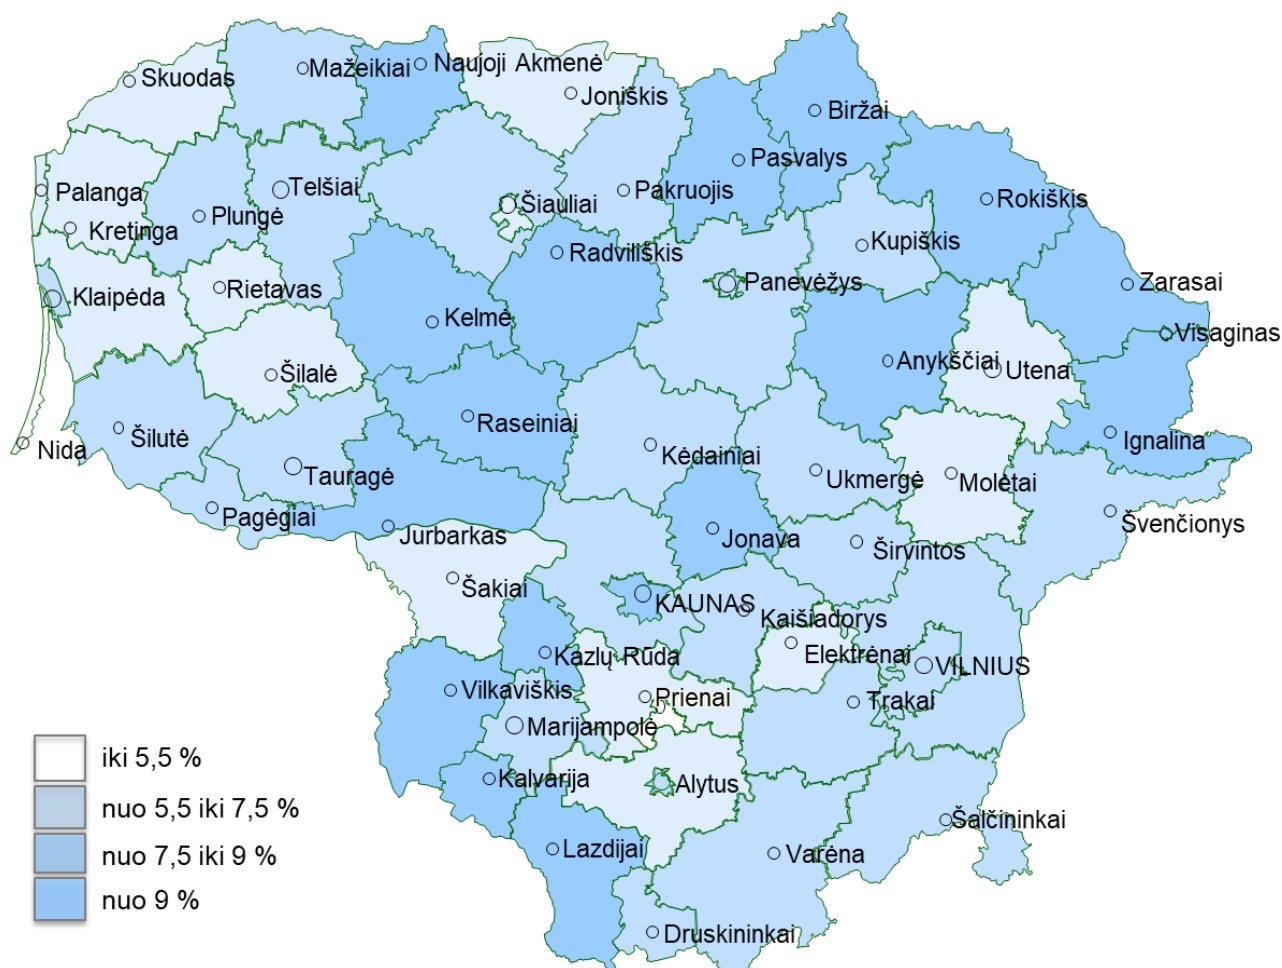 Skuodas
Mažeikiai
Naujoji Akmenė
Joniškis
Biržai
Pasvalys
Palanga
Telšiai
Šiauliai
Pakruojis
Rokiškis
Plungė
Kretinga
Kupiškis
Radviliškis
Panevėžys
Zarasai
Rietavas
Klaipėda
Kelmė
Visaginas
Anykščiai
Utena
Šilalė
Raseiniai
Šilutė
Nida
Kėdainiai
Ignalina
Tauragė
Ukmergė
Molėtai
Pagėgiai
Švenčionys
Jurbarkas
Jonava
Širvintos
Šakiai
KAUNAS
Kaišiadorys
Kazlų Rūda
Elektrėnai
VILNIUS
Vilkaviškis
Prienai
Trakai
Marijampolė
Kalvarija
Alytus
Šalčininkai
Lazdijai
Varėna
Druskininkai
iki 5,5 %
nuo 5,5 iki 7,5 %
nuo 7,5 iki 9 %
nuo 9 %